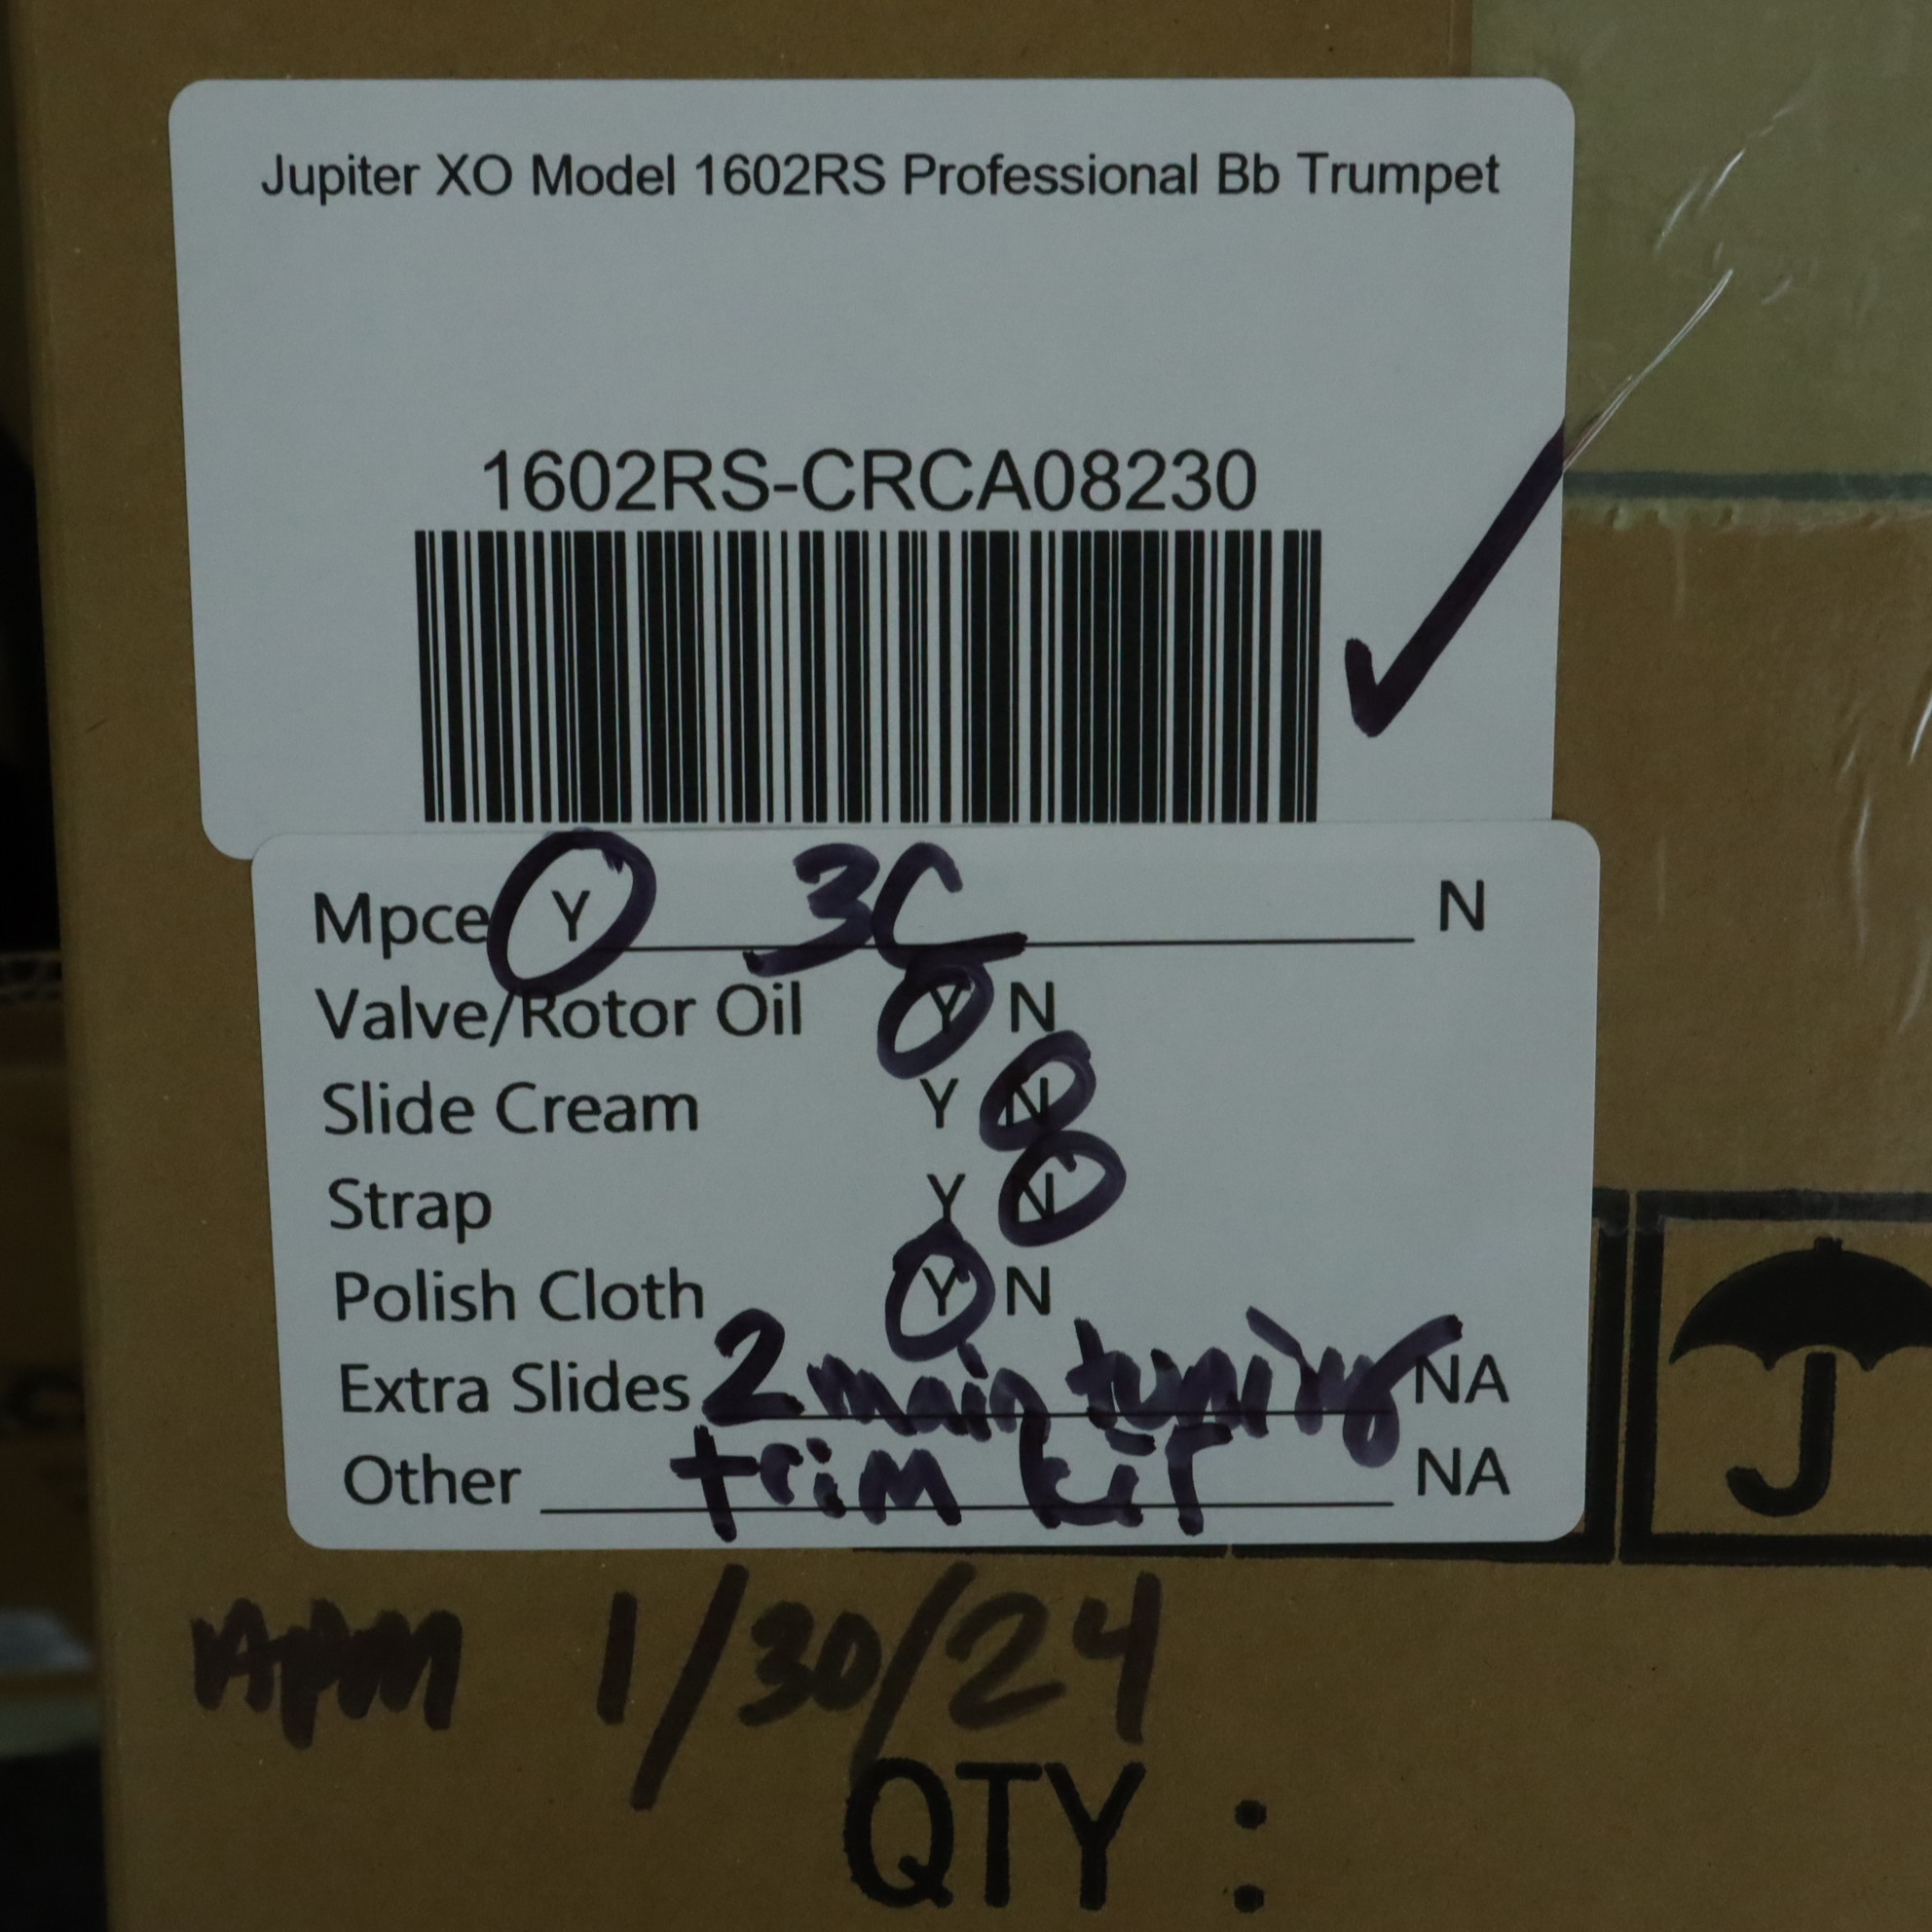 Jupiter XO Model 1602RS Professional Bb Trumpet
1602RS-CRCA08230
Mpce Y 3C N
Valve/Rotor Oil Y N
Slide Cream Y N
Strap Y N
Polish Cloth Y N
Extra Slides 2 main tuning NA
Other trim kit NA
APM 1/30/24
QTY :